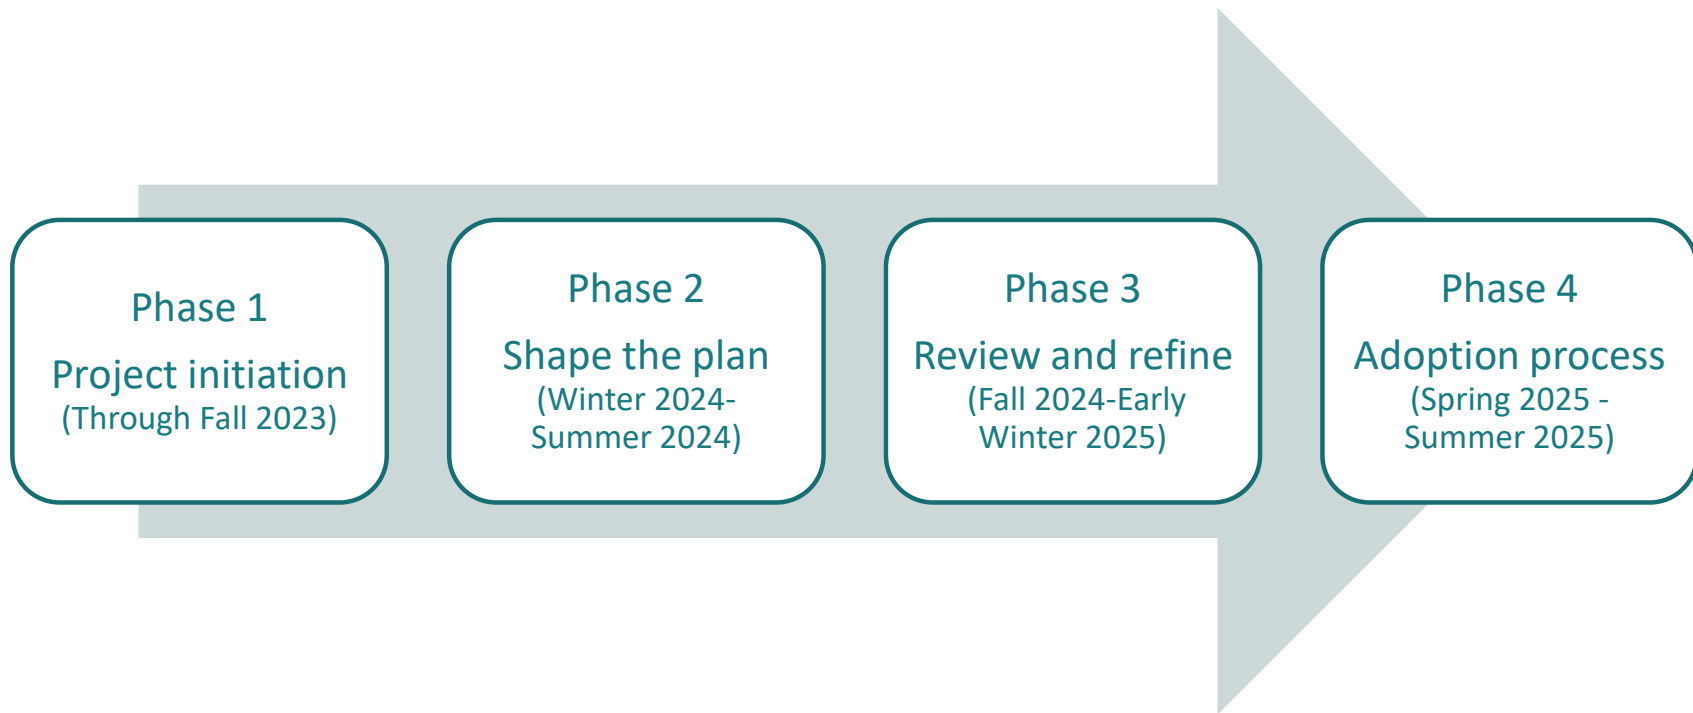 Phase 1
Project initiation
(Through Fall 2023)
Phase 2
Shape the plan
(Winter 2024-
Summer 2024)
Phase 3
Review and refine
(Fall 2024-Early
Winter 2025)
Phase 4
Adoption process
(Spring 2025 -
Summer 2025)